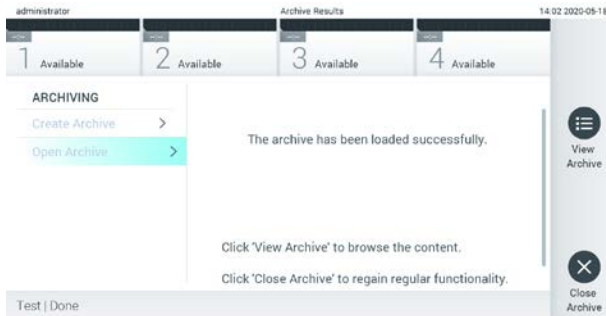 administrator Archive Results 14:02 2020-05-18
--:-- --:-- --:-- --:--
1 Available 2 Available 3 Available 4 Available
ARCHIVING
Create Archive
Open Archive
The archive has been loaded successfully.
Click 'View Archive' to browse the content.
Click 'Close Archive' to regain regular functionality.
View
Archive
Close
Archive
Test | Done